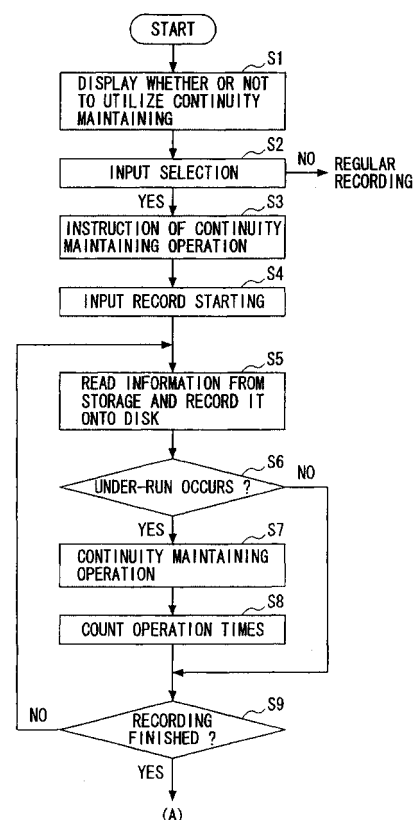 START
S1
DISPLAY WHETHER OR NOT
TO UTILIZE CONTINUITY
MAINTAINING
S2
INPUT SELECTION
NO
REGULAR
RECORDING
YES
S3
INSTRUCTION OF CONTINUITY
MAINTAINING OPERATION
S4
INPUT RECORD STARTING
S5
READ INFORMATION FROM
STORAGE AND RECORD IT
ONTO DISK
S6
UNDER-RUN OCCURS ?
NO
YES
S7
CONTINUITY MAINTAINING
OPERATION
S8
COUNT OPERATION TIMES
S9
NO
RECORDING
FINISHED ?
YES
(A)